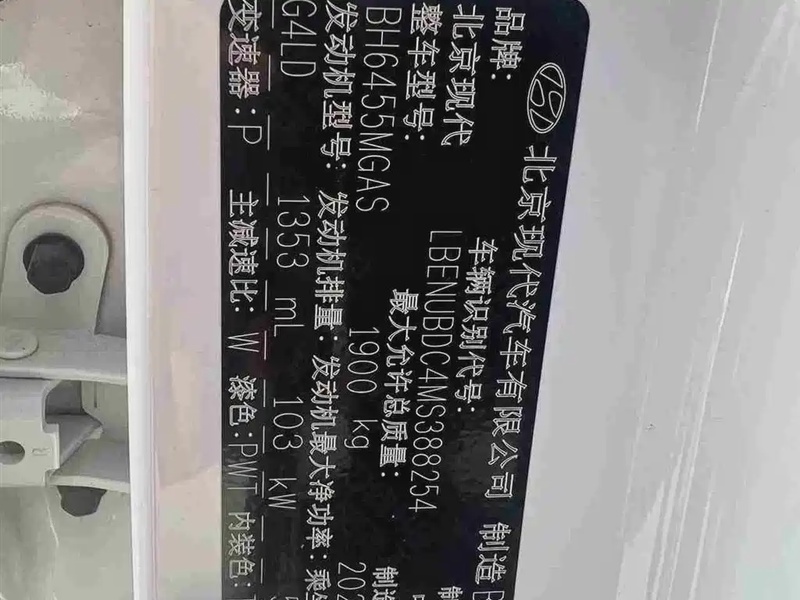 北京现代汽车有限公司 制造
品牌:
北京现代
车辆识别代号:
LBENUBDC4MS388254
整车型号:
BH6455MGAS
最大允许总质量:
1900 kg
发动机型号:
G4LD
发动机排量:
1353 mL
发动机最大净功率:
103 kW
变速器: P
主减速比: W
漆色: PWT
内装色:
制造
202